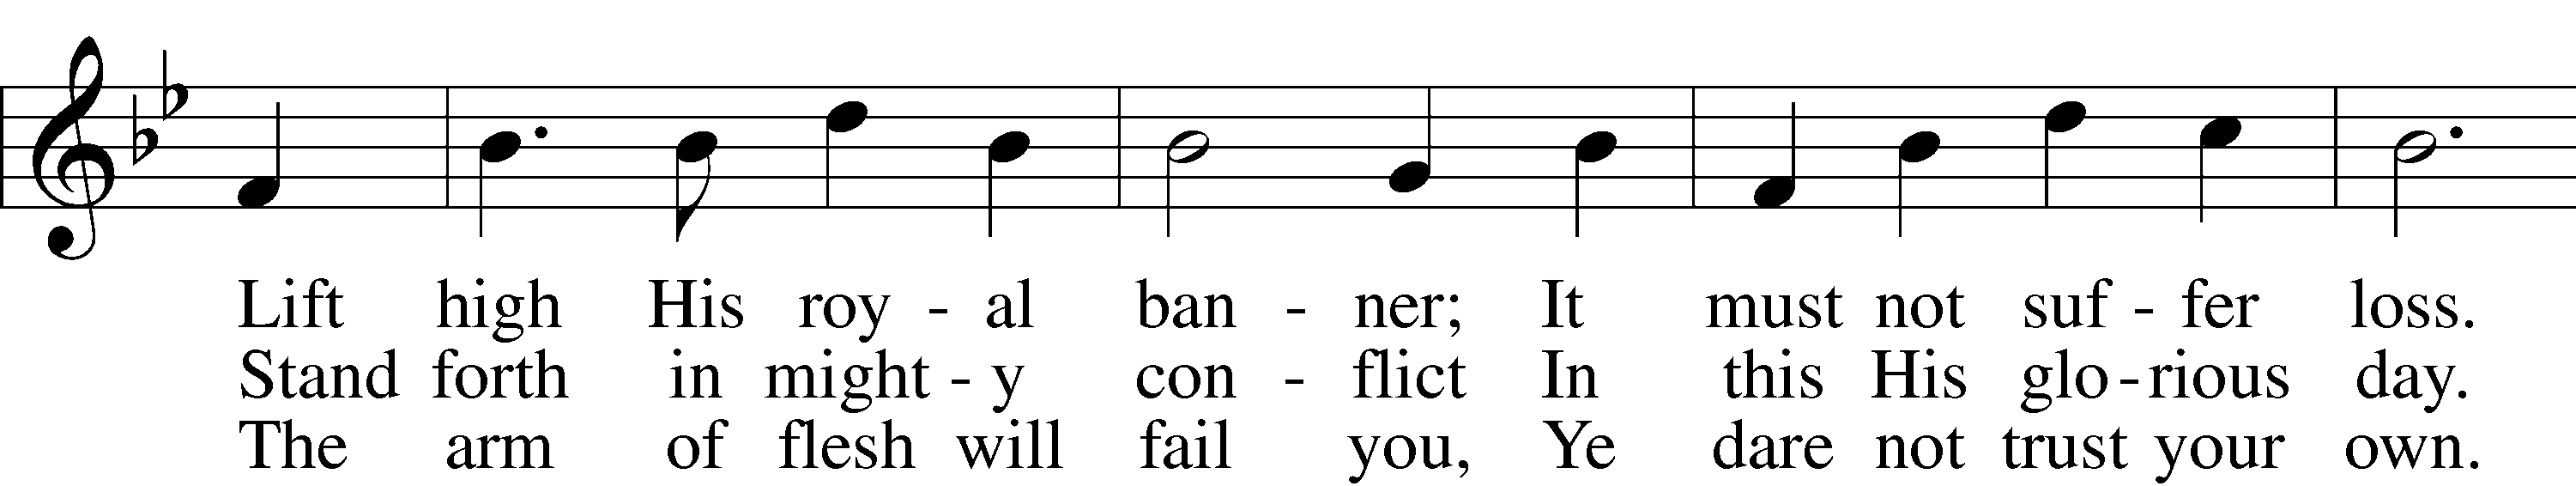 Lift high His roy - al ban - ner; It must not suf - fer loss.
Stand forth in might - y con - flict In this His glo - rious day.
The arm of flesh will fail you, Ye dare not trust your own.